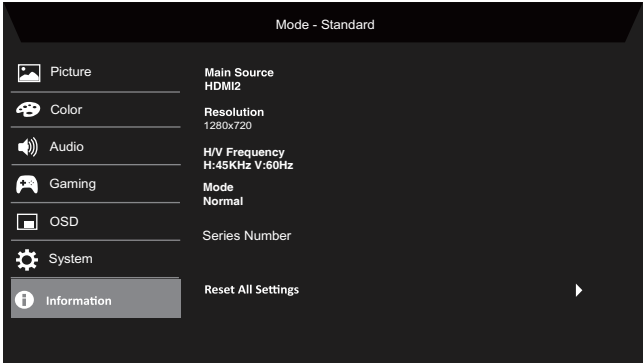 Mode - Standard
Picture
Color
Audio
Gaming
OSD
System
Information
Main Source
HDMI2
Resolution
1280x720
H/V Frequency
H:45KHz V:60Hz
Mode
Normal
Series Number
Reset All Settings